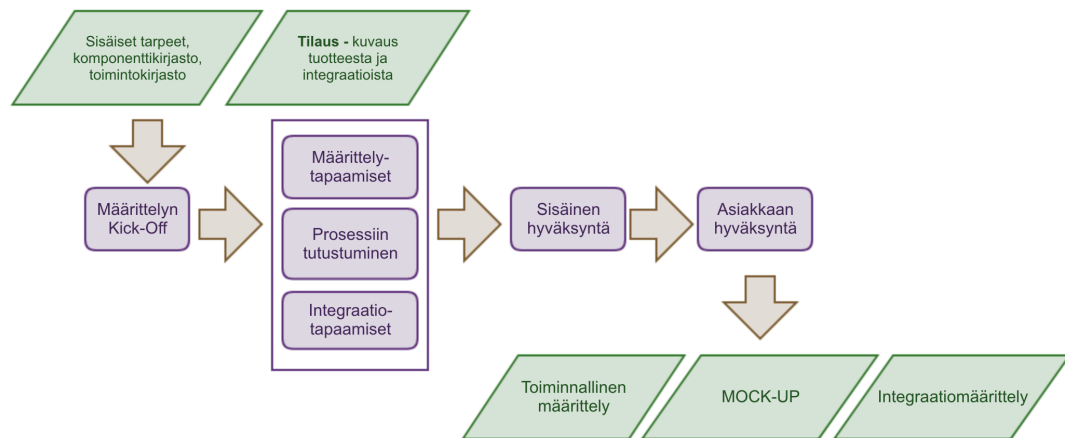 Sisäiset tarpeet,
komponenttikirjasto,
toimintokirjasto
Tilaus - kuvaus
tuotteesta ja
integraatioista
Määrittelyn
Kick-Off
Määrittely-
tapaamiset
Prosessiin
tutustuminen
Integraatio-
tapaamiset
Sisäinen
hyväksyntä
Asiakkaan
hyväksyntä
Toiminnallinen
määrittely
MOCK-UP
Integraatiomäärittely